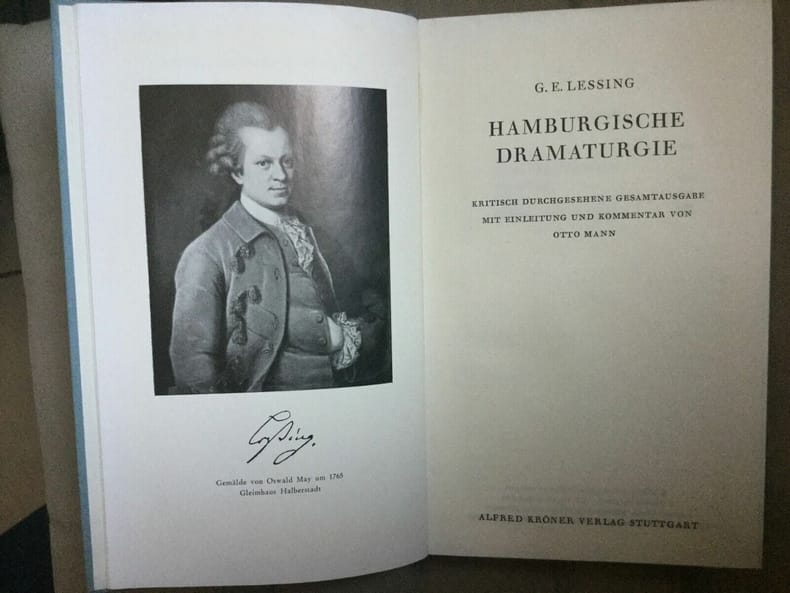 Lessing.
Gemälde von Oswald May um 1765
Gleimhaus Halberstadt
G. E. LESSING
HAMBURGISCHE
DRAMATURGIE
KRITISCH DURCHGESEHENE GESAMTAUSGABE
MIT EINLEITUNG UND KOMMENTAR VON
OTTO MANN
ALFRED KRÖNER VERLAG STUTTGART